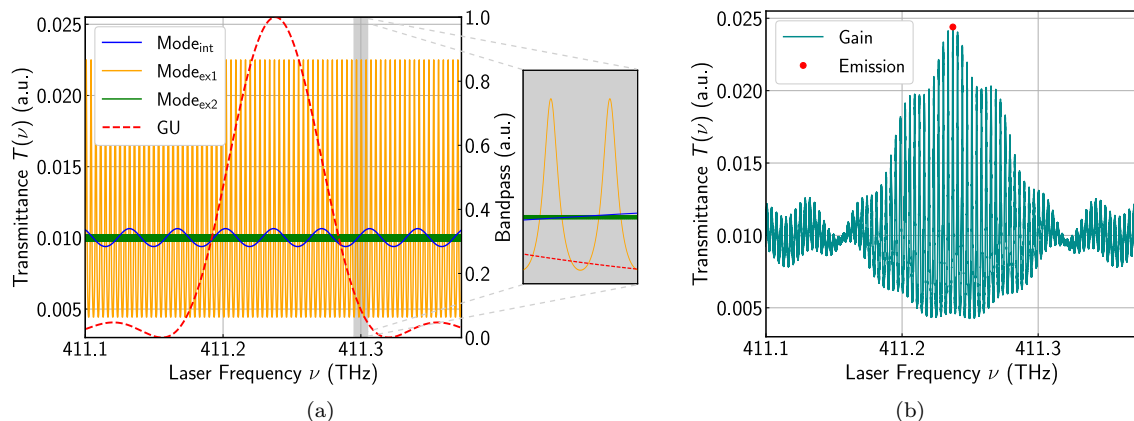 0.025
0.020
0.015
0.010
0.005
Transmittance T(ν) (a.u.)
Mode_int
Mode_ex1
Mode_ex2
GU
1.0
0.8
0.6
0.4
0.2
0.0
Bandpass (a.u.)
411.1 411.2 411.3
Laser Frequency ν (THz)
(a)
0.025
0.020
0.015
0.010
0.005
Transmittance T(ν) (a.u.)
Gain
Emission
411.1 411.2 411.3
Laser Frequency ν (THz)
(b)